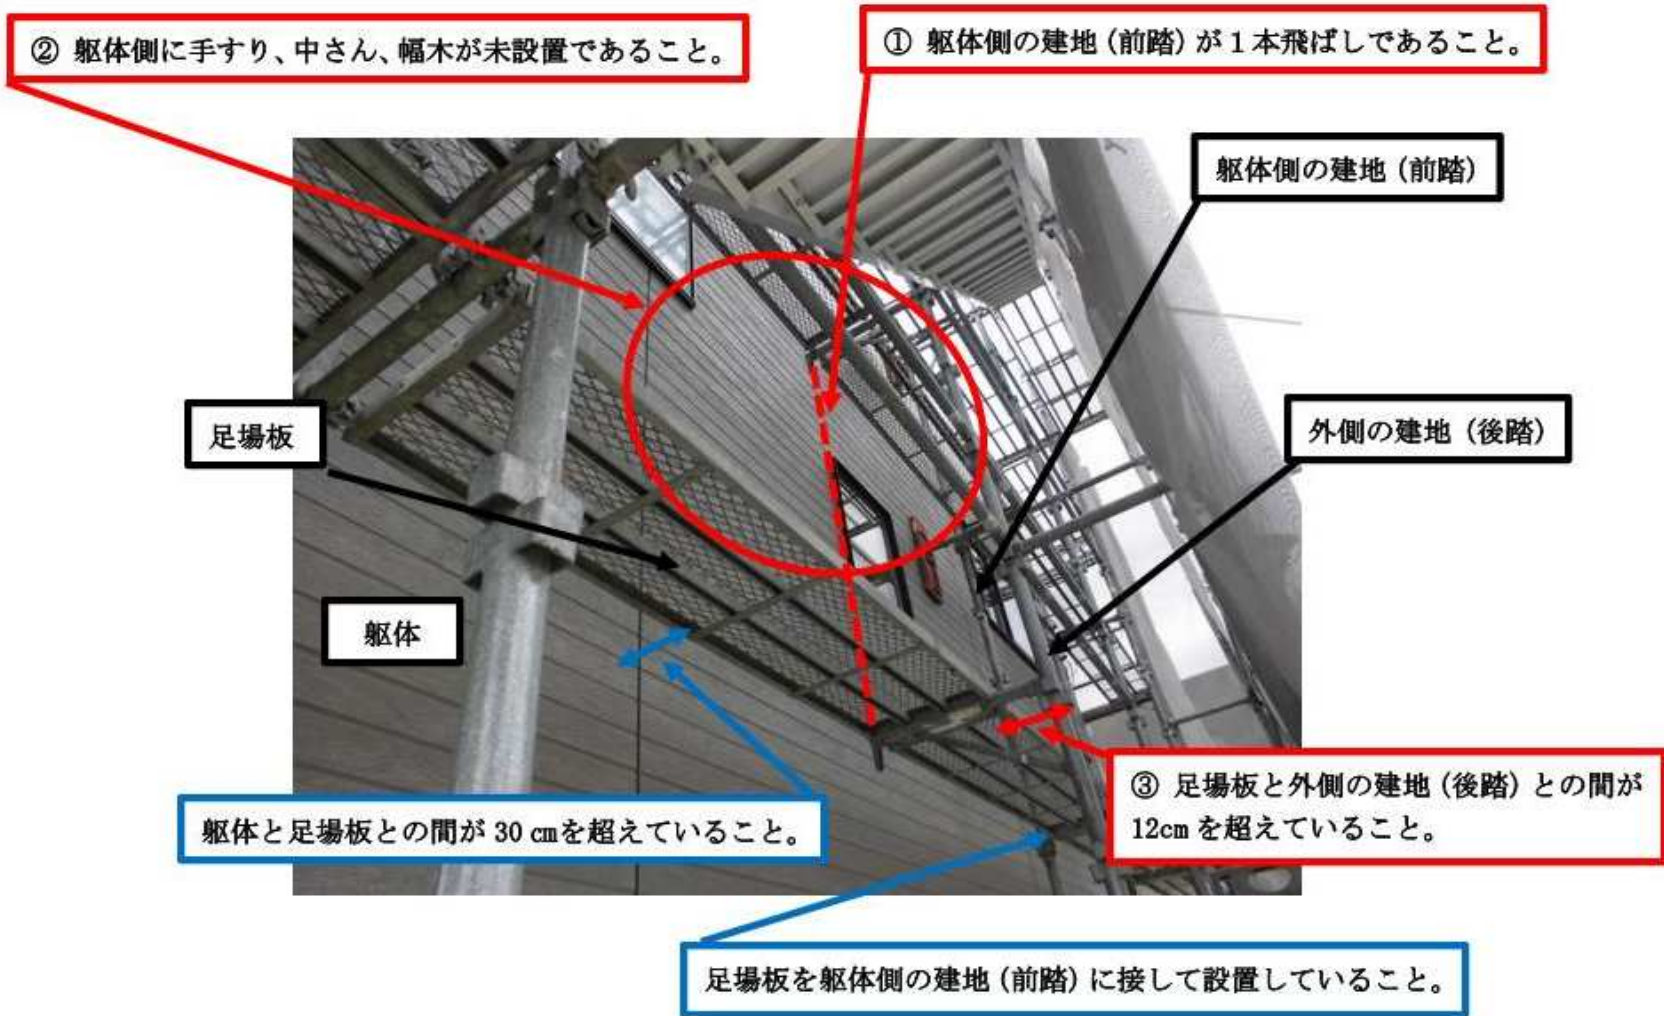 ② 躯体側に手すり、中さん、幅木が未設置であること。
① 躯体側の建地（前踏）が１本飛ばしであること。
躯体側の建地（前踏）
足場板
外側の建地（後踏）
躯体
躯体と足場板との間が 30 ㎝を超えていること。
③ 足場板と外側の建地（後踏）との間が
12cm を超えていること。
足場板を躯体側の建地（前踏）に接して設置していること。